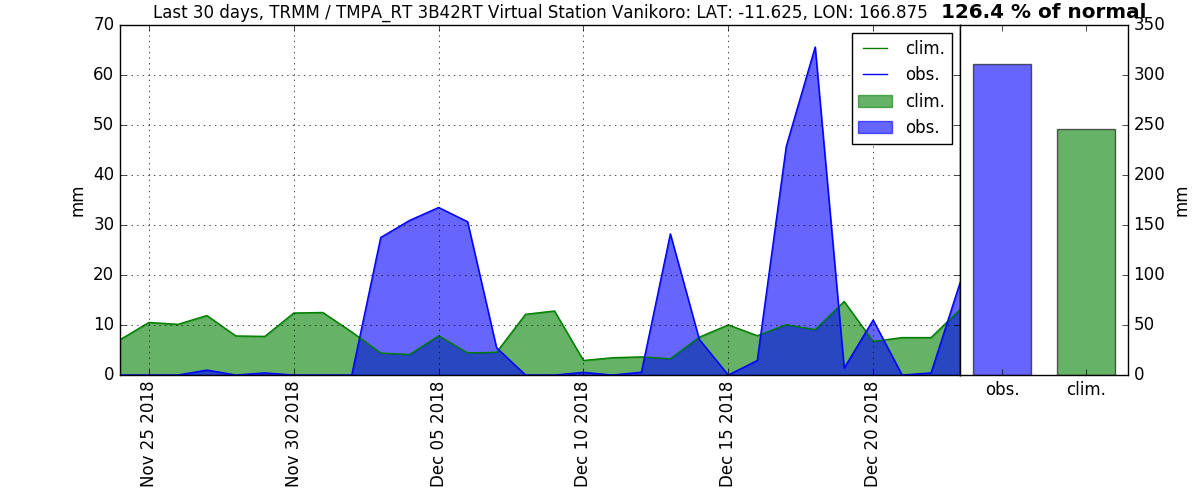 Last 30 days, TRMM / TMPA_RT 3B42RT Virtual Station Vanikoro: LAT: -11.625, LON: 166.875 126.4 % of normal
70
60
50
40
30
20
10
0
mm
clim.
obs.
clim.
obs.
350
300
250
200
150
100
50
0
mm
Nov 25 2018
Nov 30 2018
Dec 05 2018
Dec 10 2018
Dec 15 2018
Dec 20 2018
obs.
clim.